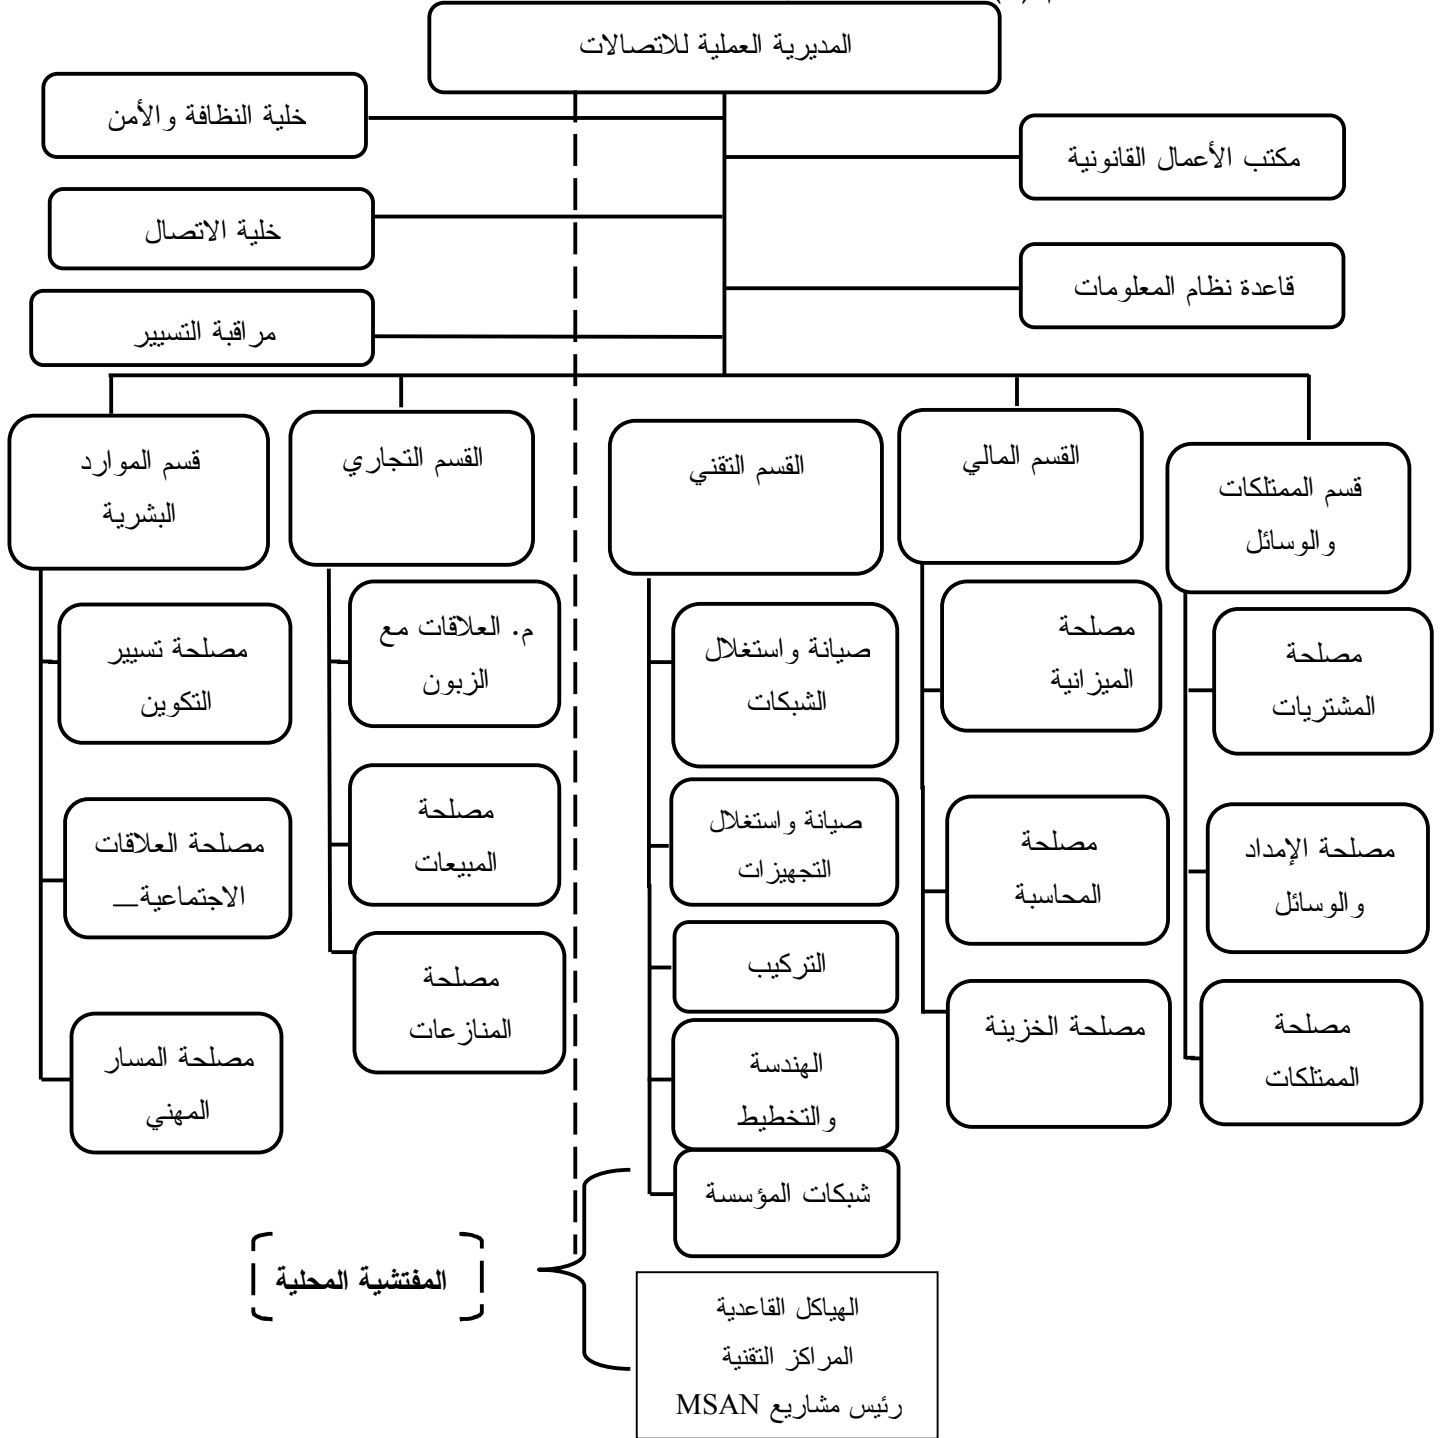 المديرية العملية للاتصالات
خلية النظافة والأمن
مكتب الأعمال القانونية
خلية الاتصال
قاعدة نظام المعلومات
مراقبة التسيير
قسم الممتلكات
والوسائل
القسم المالي
القسم التقني
القسم التجاري
قسم الموارد
البشرية
مصلحة
المشتريات
مصلحة الإمداد
والوسائل
مصلحة
الممتلكات
مصلحة
الميزانية
مصلحة
المحاسبة
مصلحة الخزينة
صيانة واستغلال
الشبكات
صيانة واستغلال
التجهيزات
التركيب
الهندسة
والتخطيط
شبكات المؤسسة
م. العلاقات مع
الزبون
مصلحة
المبيعات
مصلحة
المنازعات
مصلحة تسيير
التكوين
مصلحة العلاقات
الاجتماعية__
مصلحة المسار
المهني
المفتشية المحلية
الهياكل القاعدية
المراكز التقنية
رئيس مشاريع MSAN